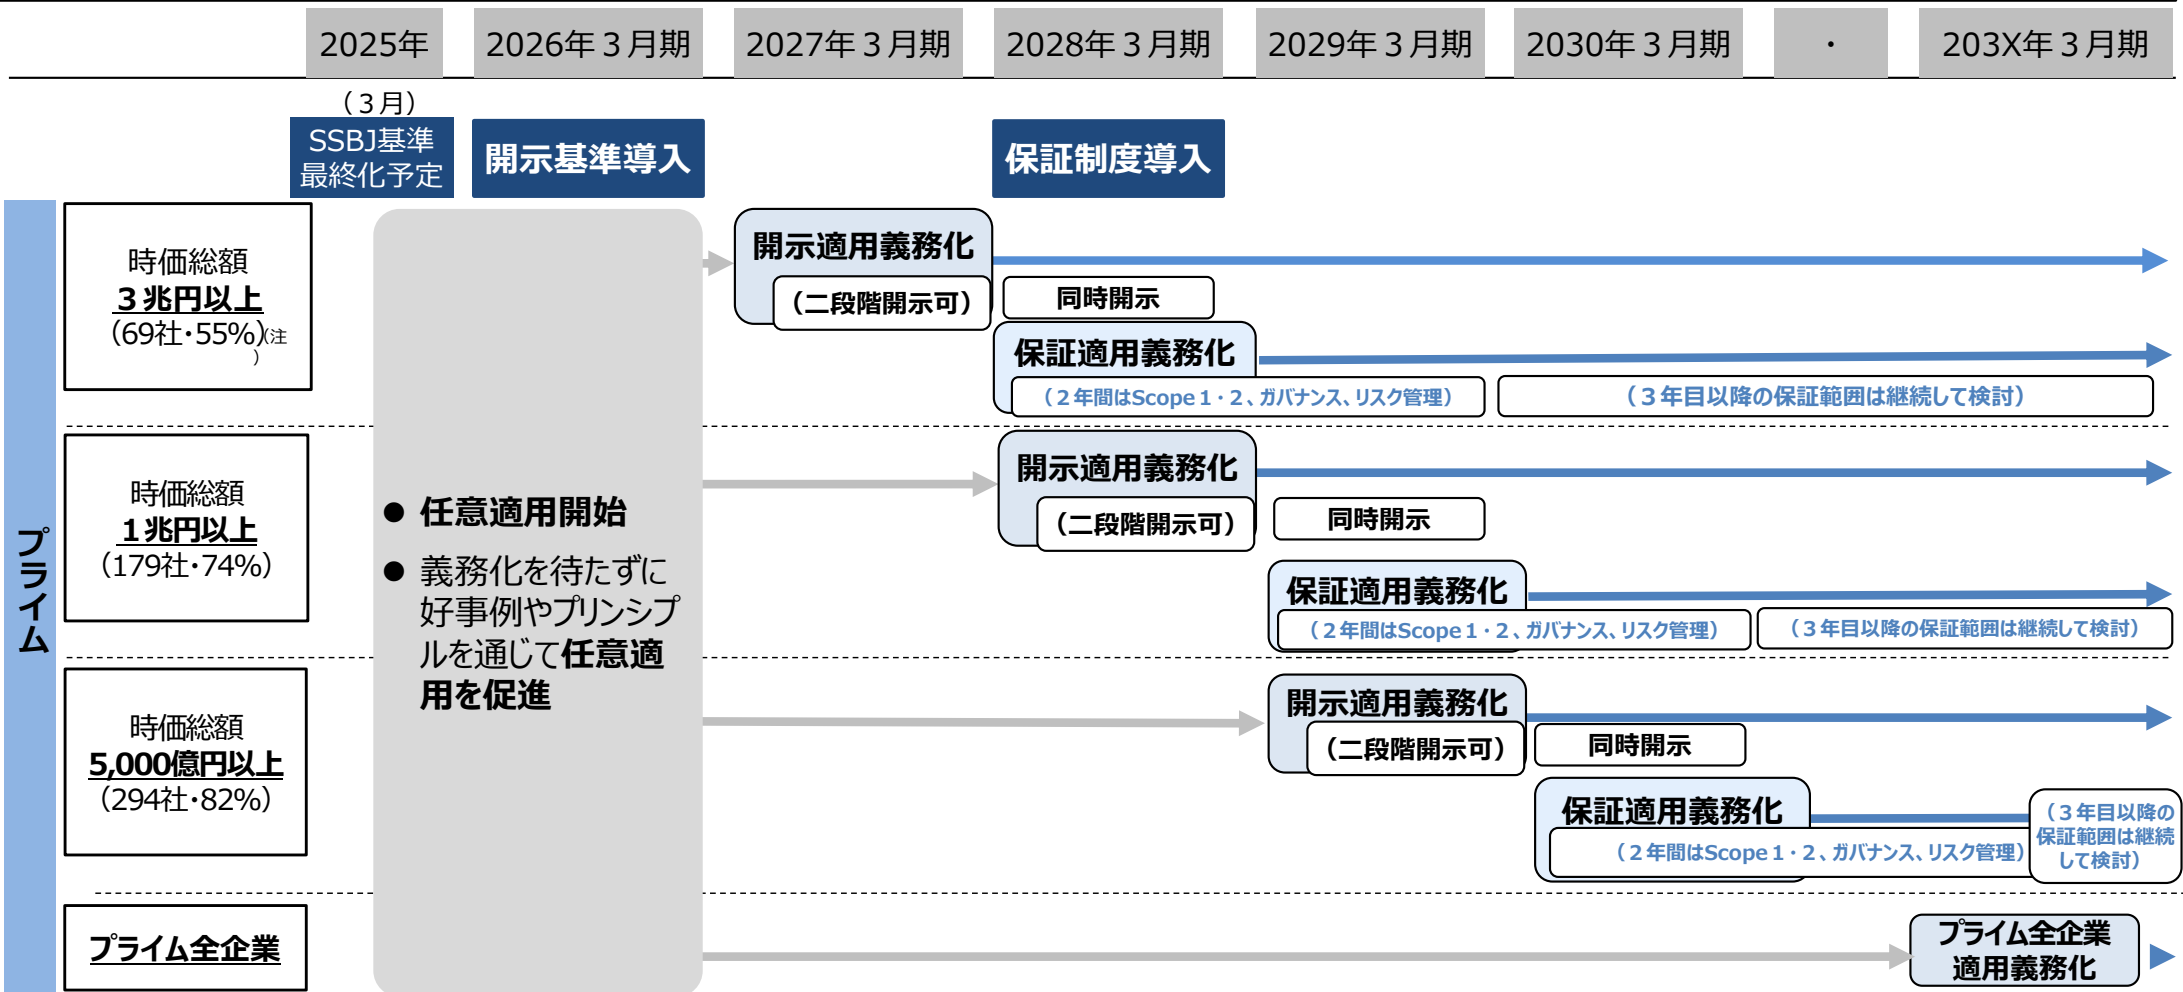 2025年
2026年３月期
2027年３月期
2028年３月期
2029年３月期
2030年３月期
・
203X年３月期
（３月）
SSBJ基準
最終化予定
開示基準導入
保証制度導入
プライム
時価総額
３兆円以上
（69社・55%）（注
）
開示適用義務化
（二段階開示可）
同時開示
保証適用義務化
（２年間はScope１・２、ガバナンス、リスク管理）
（３年目以降の保証範囲は継続して検討）
● 任意適用開始
● 義務化を待たずに
好事例やプリンシプ
ルを通じて任意適
用を促進
時価総額
１兆円以上
（179社・74%）
開示適用義務化
（二段階開示可）
同時開示
保証適用義務化
（２年間はScope１・２、ガバナンス、リスク管理）
（３年目以降の保証範囲は継続して検討）
時価総額
5,000億円以上
（294社・82%）
開示適用義務化
（二段階開示可）
同時開示
保証適用義務化
（２年間はScope１・２、ガバナンス、リスク管理）
（３年目以降の
保証範囲は継続
して検討）
プライム全企業
プライム全企業
適用義務化